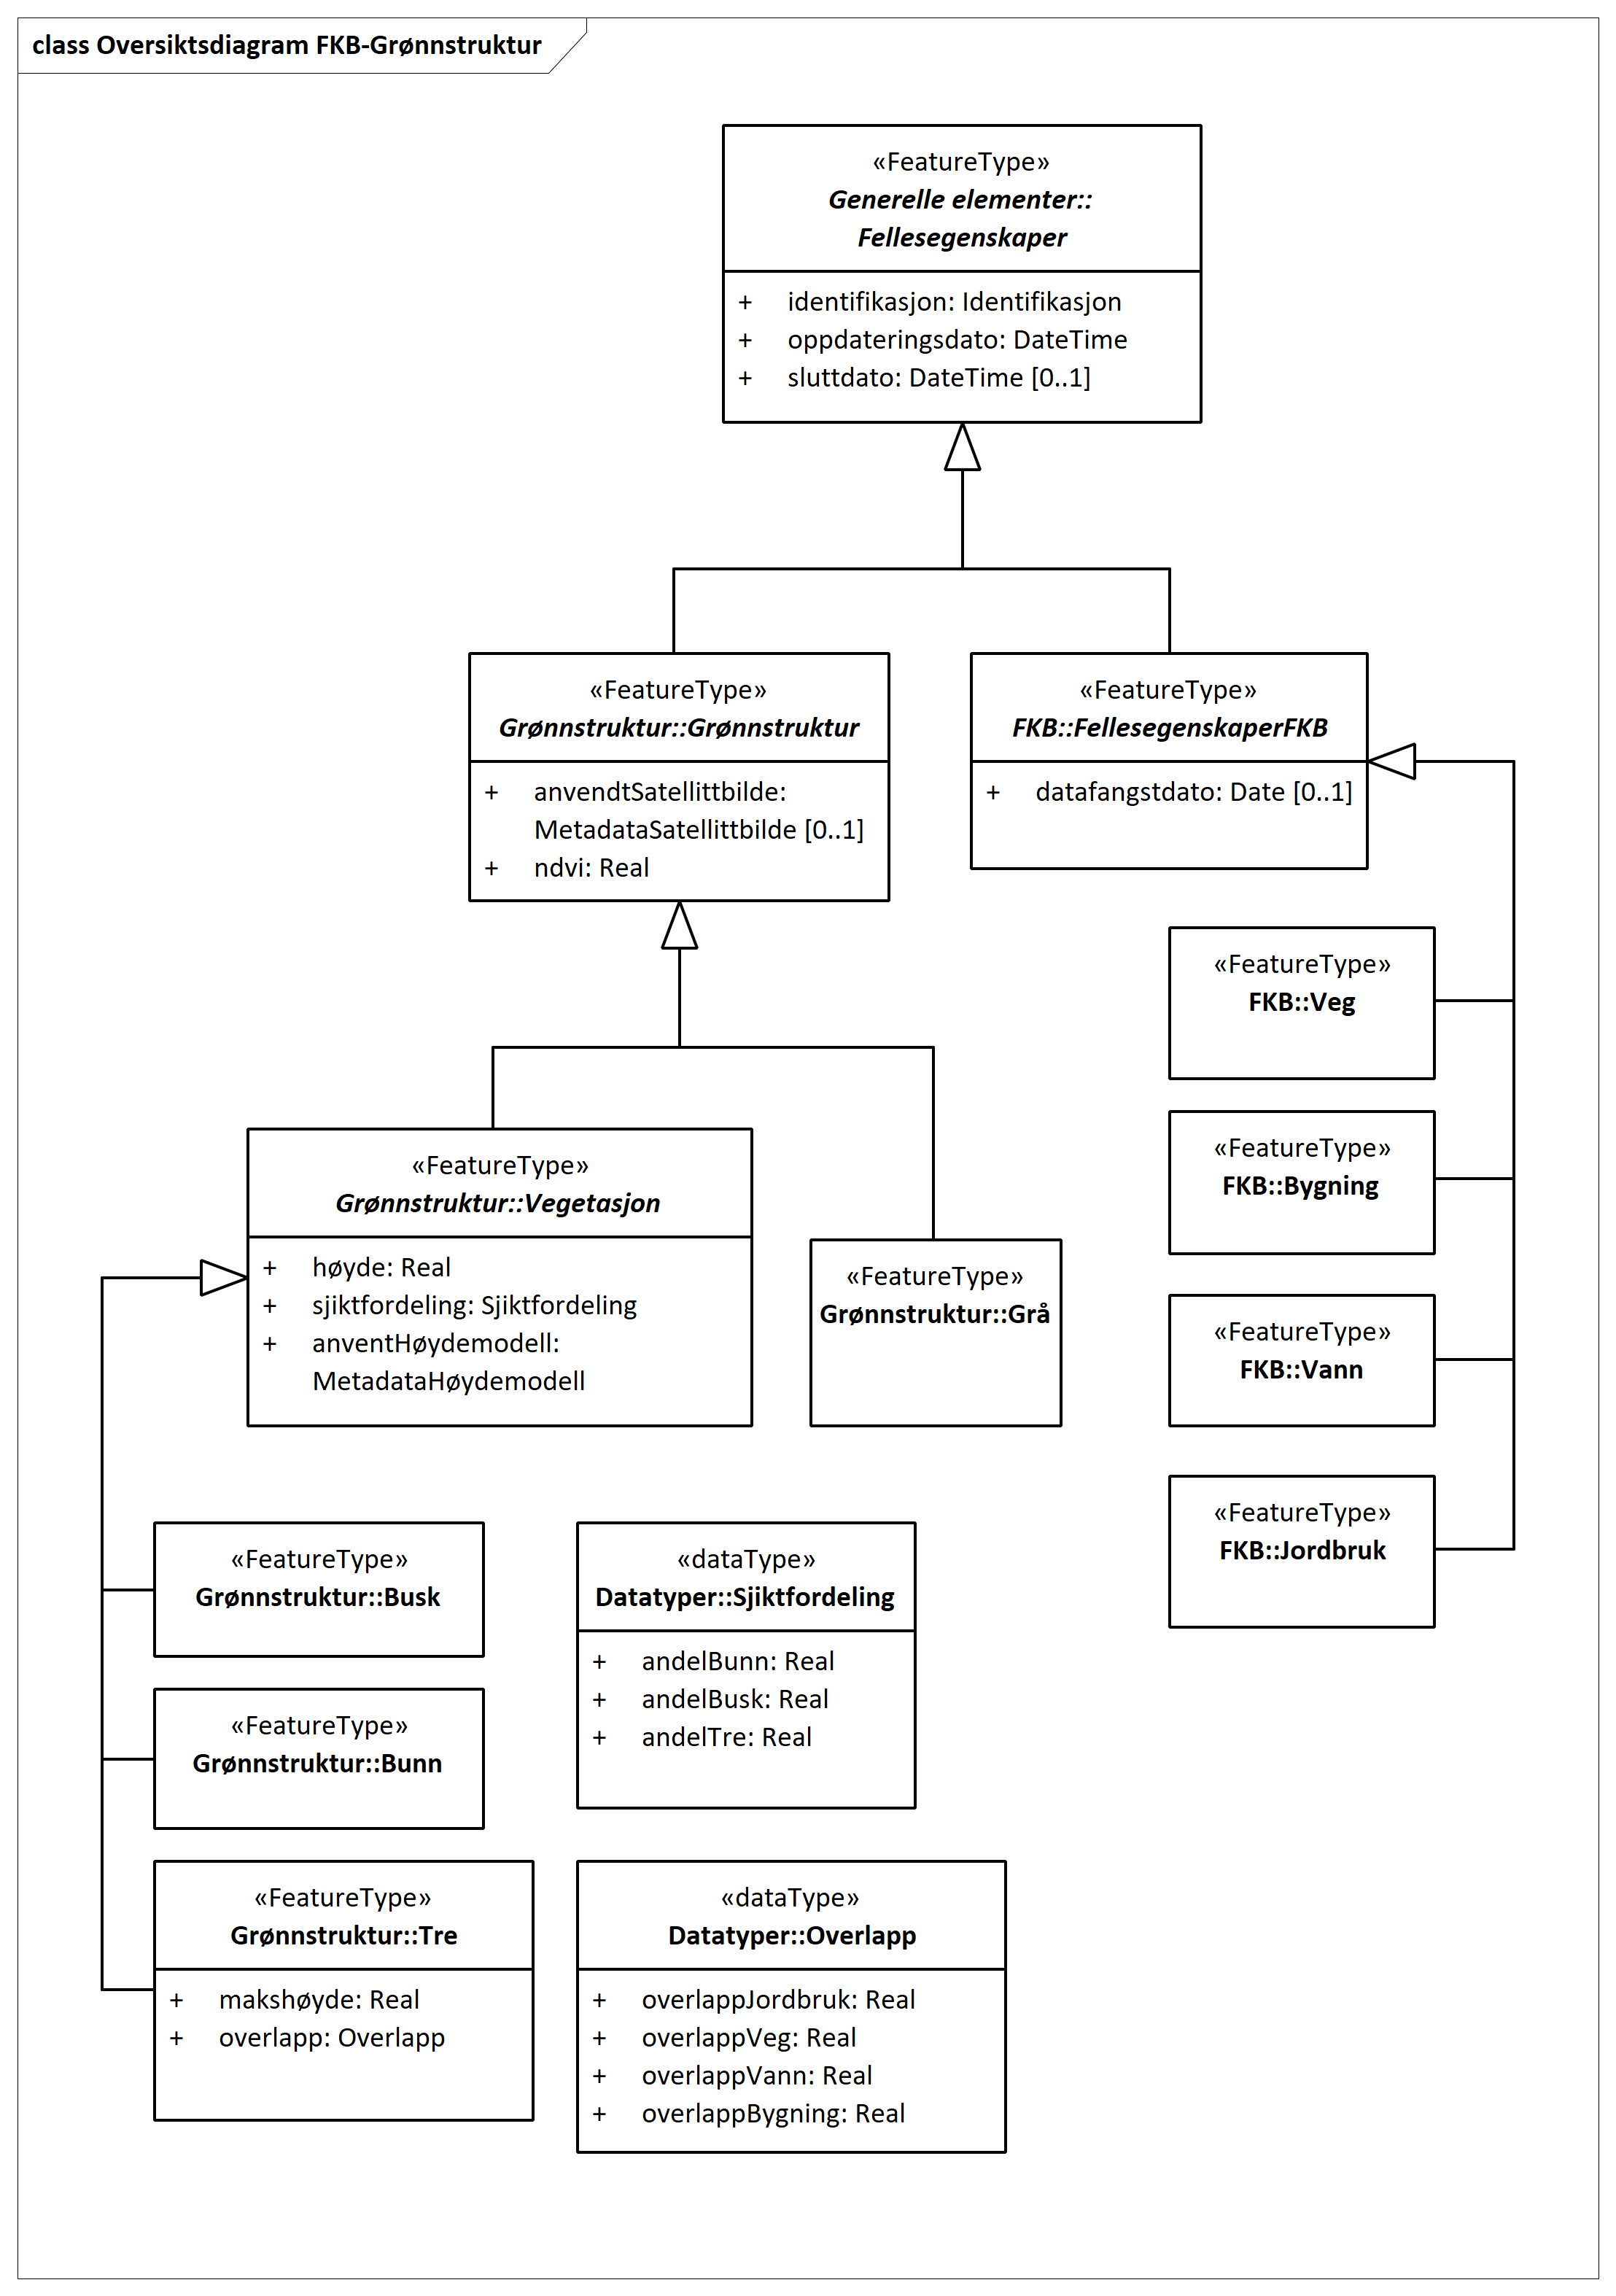 class Oversiktsdiagram FKB-Grønnstruktur
«FeatureType»
Generelle elementer::
Fellesegenskaper
+ identifikasjon: Identifikasjon
+ oppdateringsdato: DateTime
+ sluttdato: DateTime [0..1]
«FeatureType»
Grønnstruktur::Grønnstruktur
+ anvendtSatellittbilde:
MetadataSatellittbilde [0..1]
+ ndvi: Real
«FeatureType»
FKB::FellesegenskaperFKB
+ datafangstdato: Date [0..1]
«FeatureType»
FKB::Veg
«FeatureType»
FKB::Bygning
«FeatureType»
FKB::Vann
«FeatureType»
FKB::Jordbruk
«FeatureType»
Grønnstruktur::Vegetasjon
+ høyde: Real
+ sjiktfordeling: Sjiktfordeling
+ anventHøydemodell:
MetadataHøydemodell
«FeatureType»
Grønnstruktur::Grå
«FeatureType»
Grønnstruktur::Busk
«FeatureType»
Grønnstruktur::Bunn
«FeatureType»
Grønnstruktur::Tre
+ makshøyde: Real
+ overlapp: Overlapp
«dataType»
Datatyper::Sjiktfordeling
+ andelBunn: Real
+ andelBusk: Real
+ andelTre: Real
«dataType»
Datatyper::Overlapp
+ overlappJordbruk: Real
+ overlappVeg: Real
+ overlappVann: Real
+ overlappBygning: Real